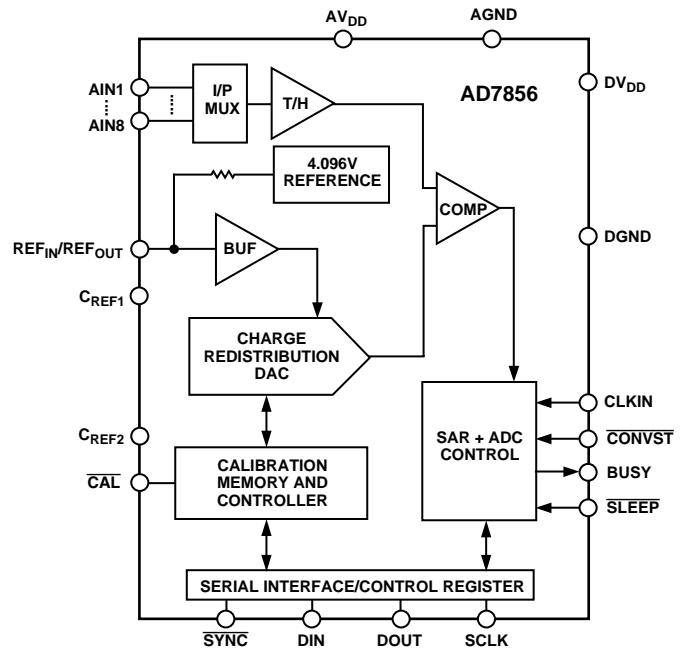 AVDD
AGND
AIN1
AIN8
I/P
MUX
T/H
AD7856
DVDD
4.096V
REFERENCE
COMP
REFIN/REFOUT
BUF
DGND
CREF1
CHARGE
REDISTRIBUTION
DAC
CREF2
CAL
CALIBRATION
MEMORY AND
CONTROLLER
SAR + ADC
CONTROL
CLKIN
CONVST
BUSY
SLEEP
SERIAL INTERFACE/CONTROL REGISTER
SYNC
DIN
DOUT
SCLK